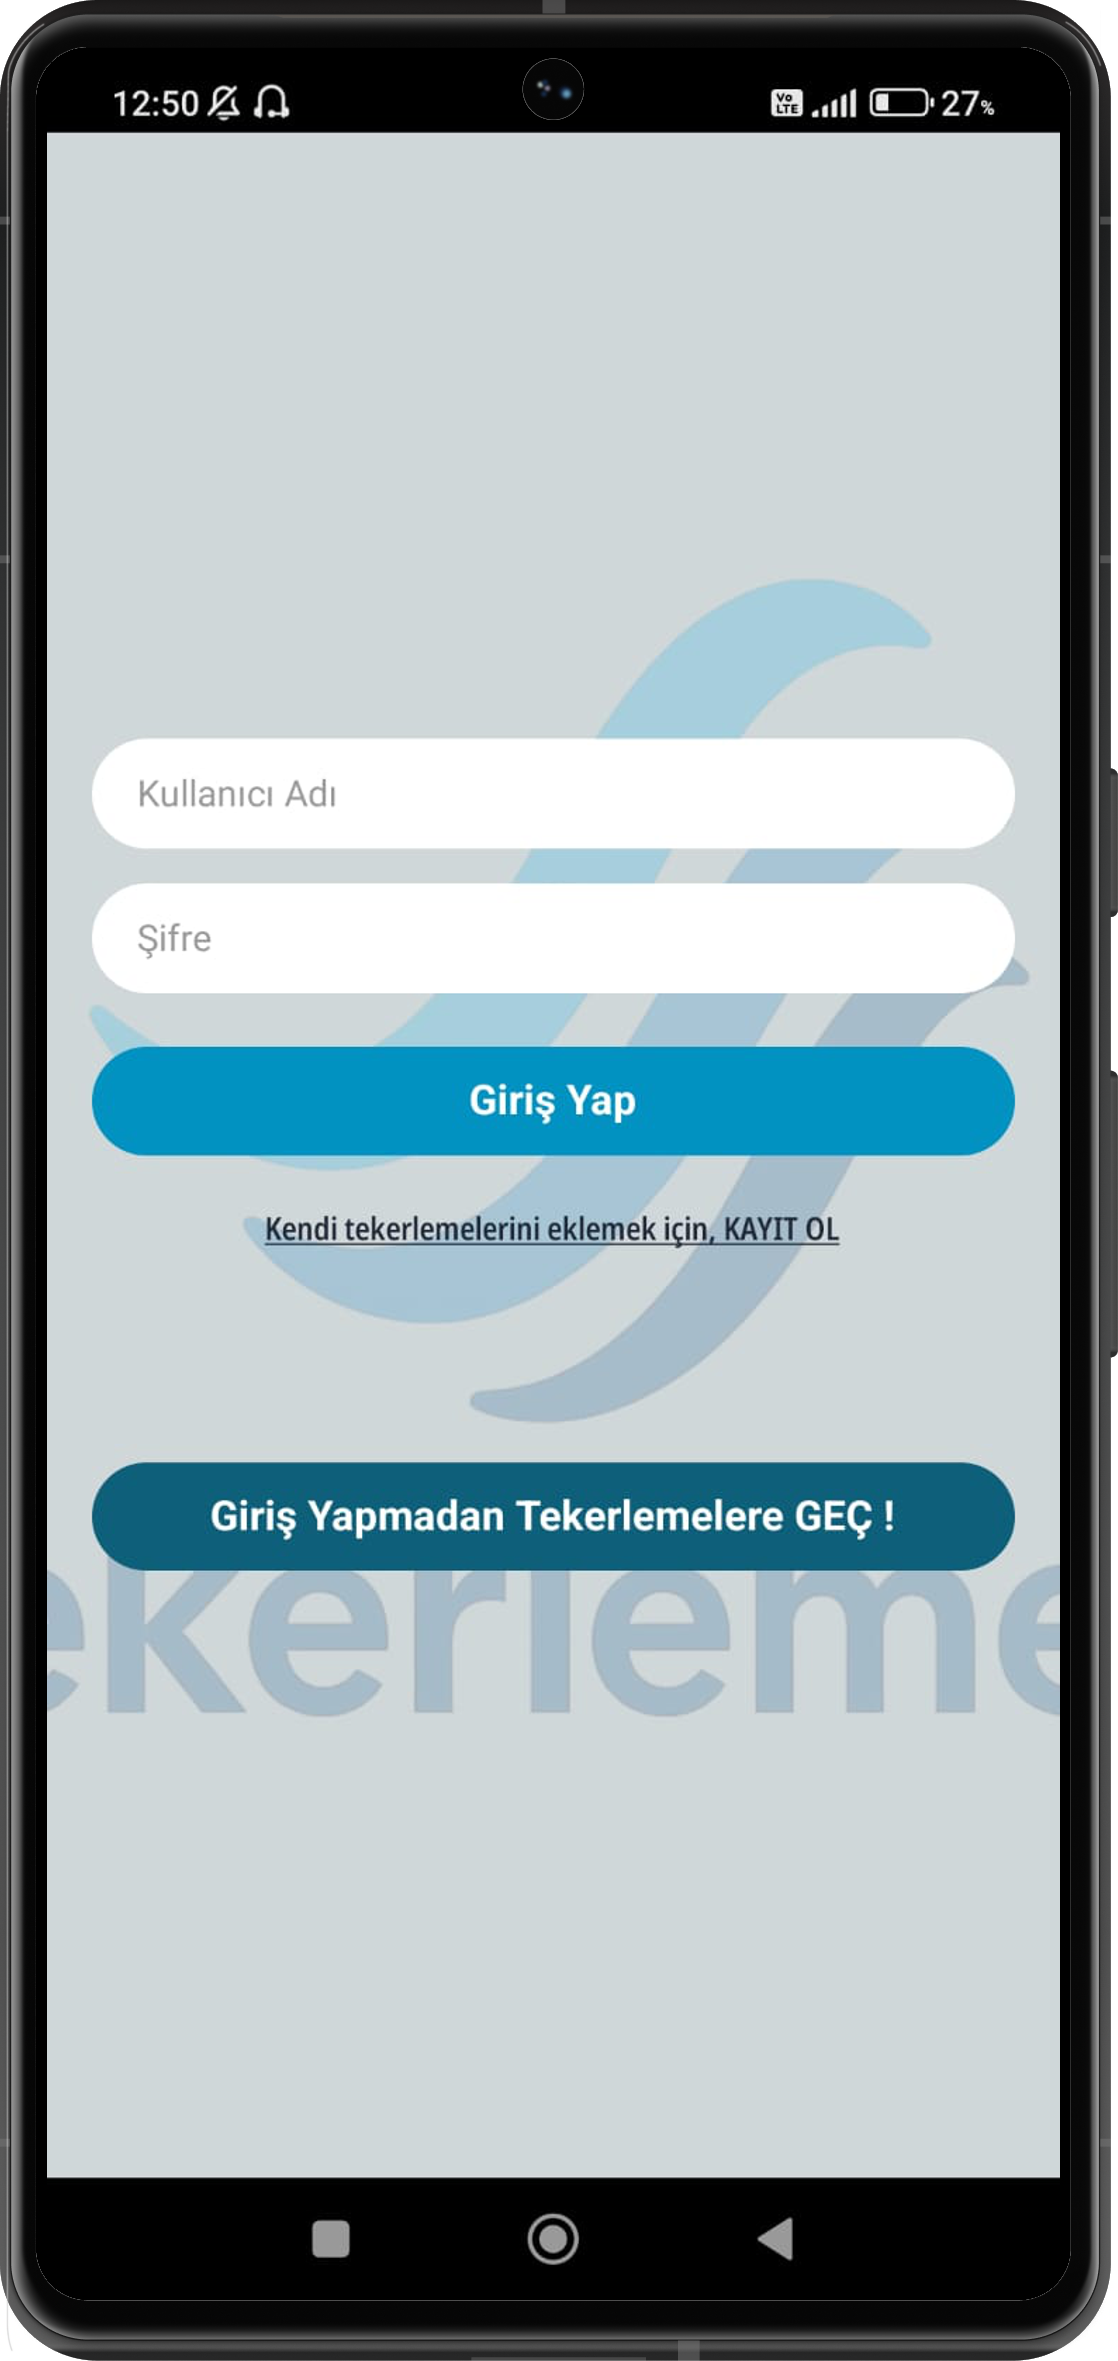 12:50 Vo LTE 27%
Kullanıcı Adı
Şifre
Giriş Yap
Kendi tekerlemelerini eklemek için, KAYIT OL
Giriş Yapmadan Tekerlemelere GEÇ !
ekerleme